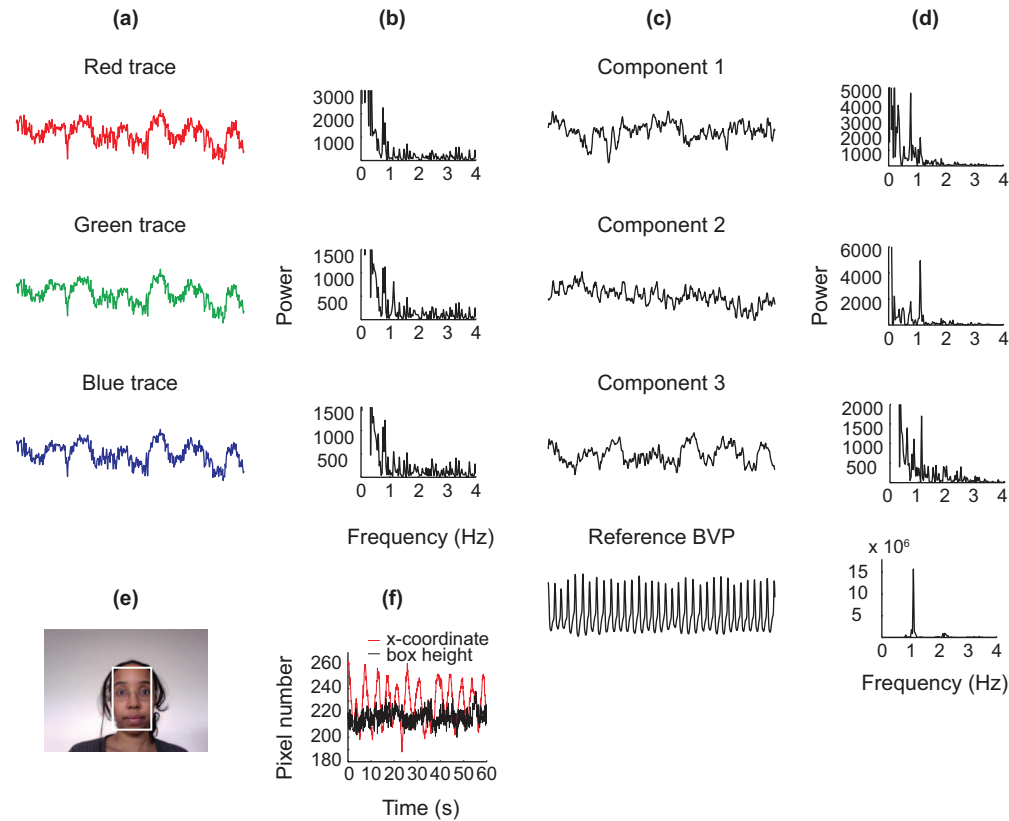 (a)
(b)
(c)
(d)
Red trace
Component 1
3000
2000
1000
0 1 2 3 4
5000
4000
3000
2000
1000
0 1 2 3 4
Green trace
Component 2
Power
1500
1000
500
0 1 2 3 4
Power
6000
4000
2000
0 1 2 3 4
Blue trace
Component 3
1500
1000
500
0 1 2 3 4
Frequency (Hz)
2000
1500
1000
500
0 1 2 3 4
Reference BVP
x 10⁶
15
10
5
0 1 2 3 4
Frequency (Hz)
(e)
(f)
x-coordinate
box height
Pixel number
260
240
220
200
180
0 10 20 30 40 50 60
Time (s)